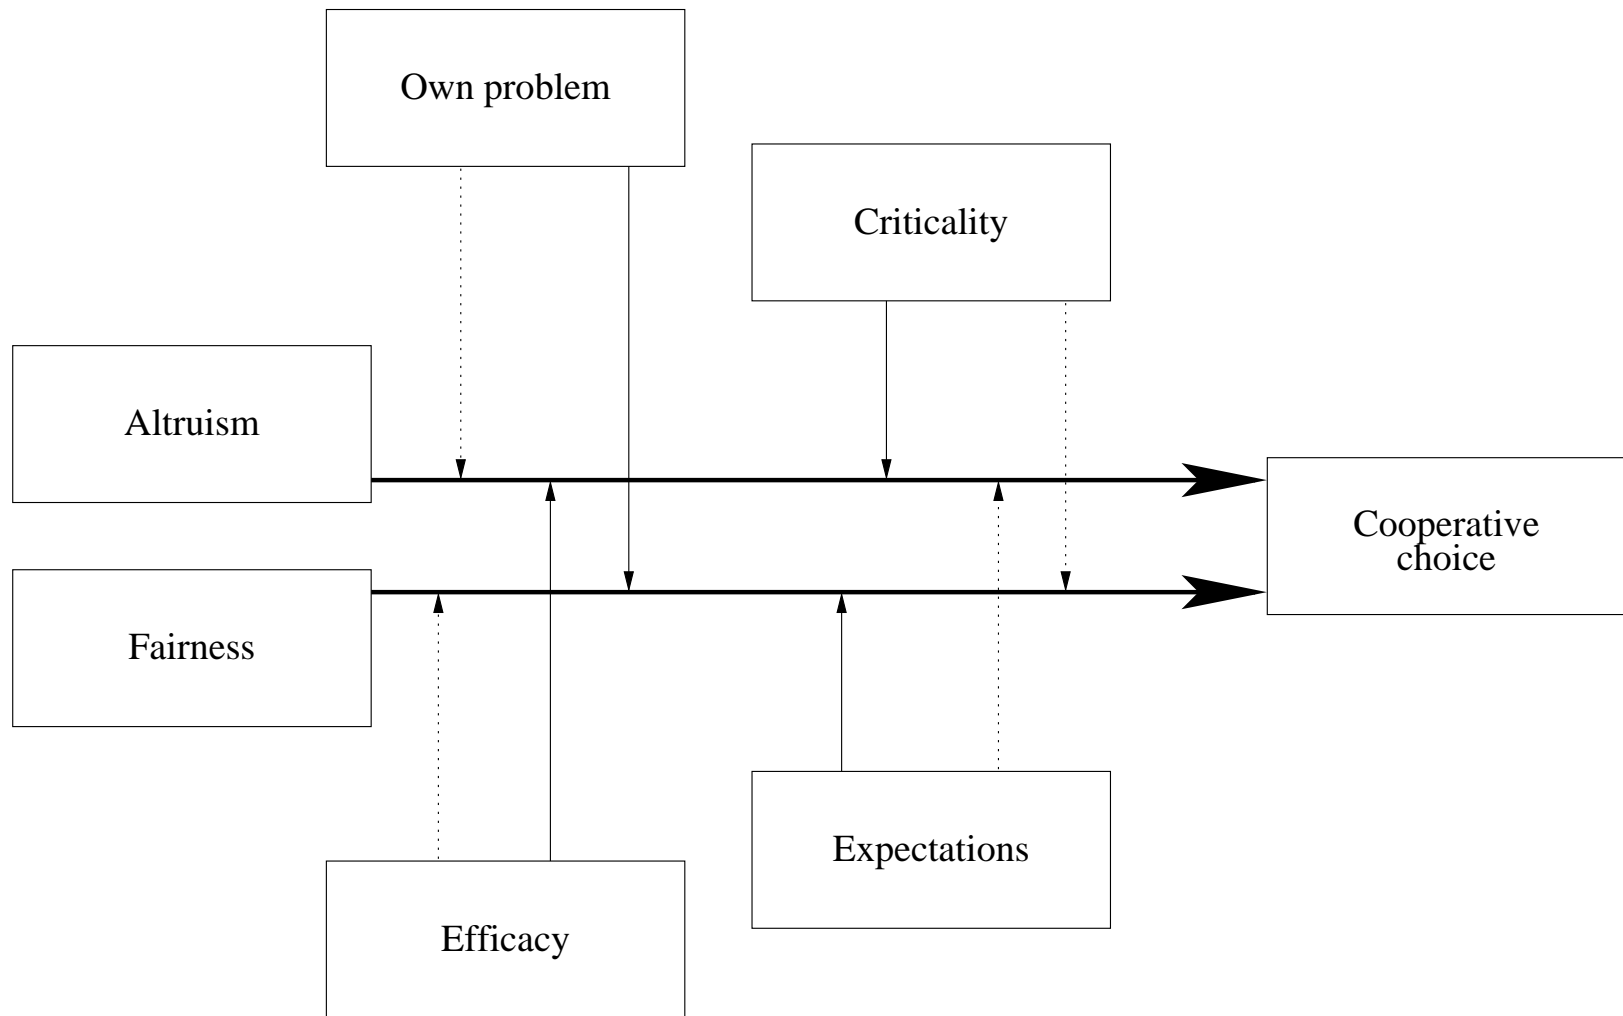 Own problem
Criticality
Altruism
Cooperative
choice
Fairness
Expectations
Efficacy